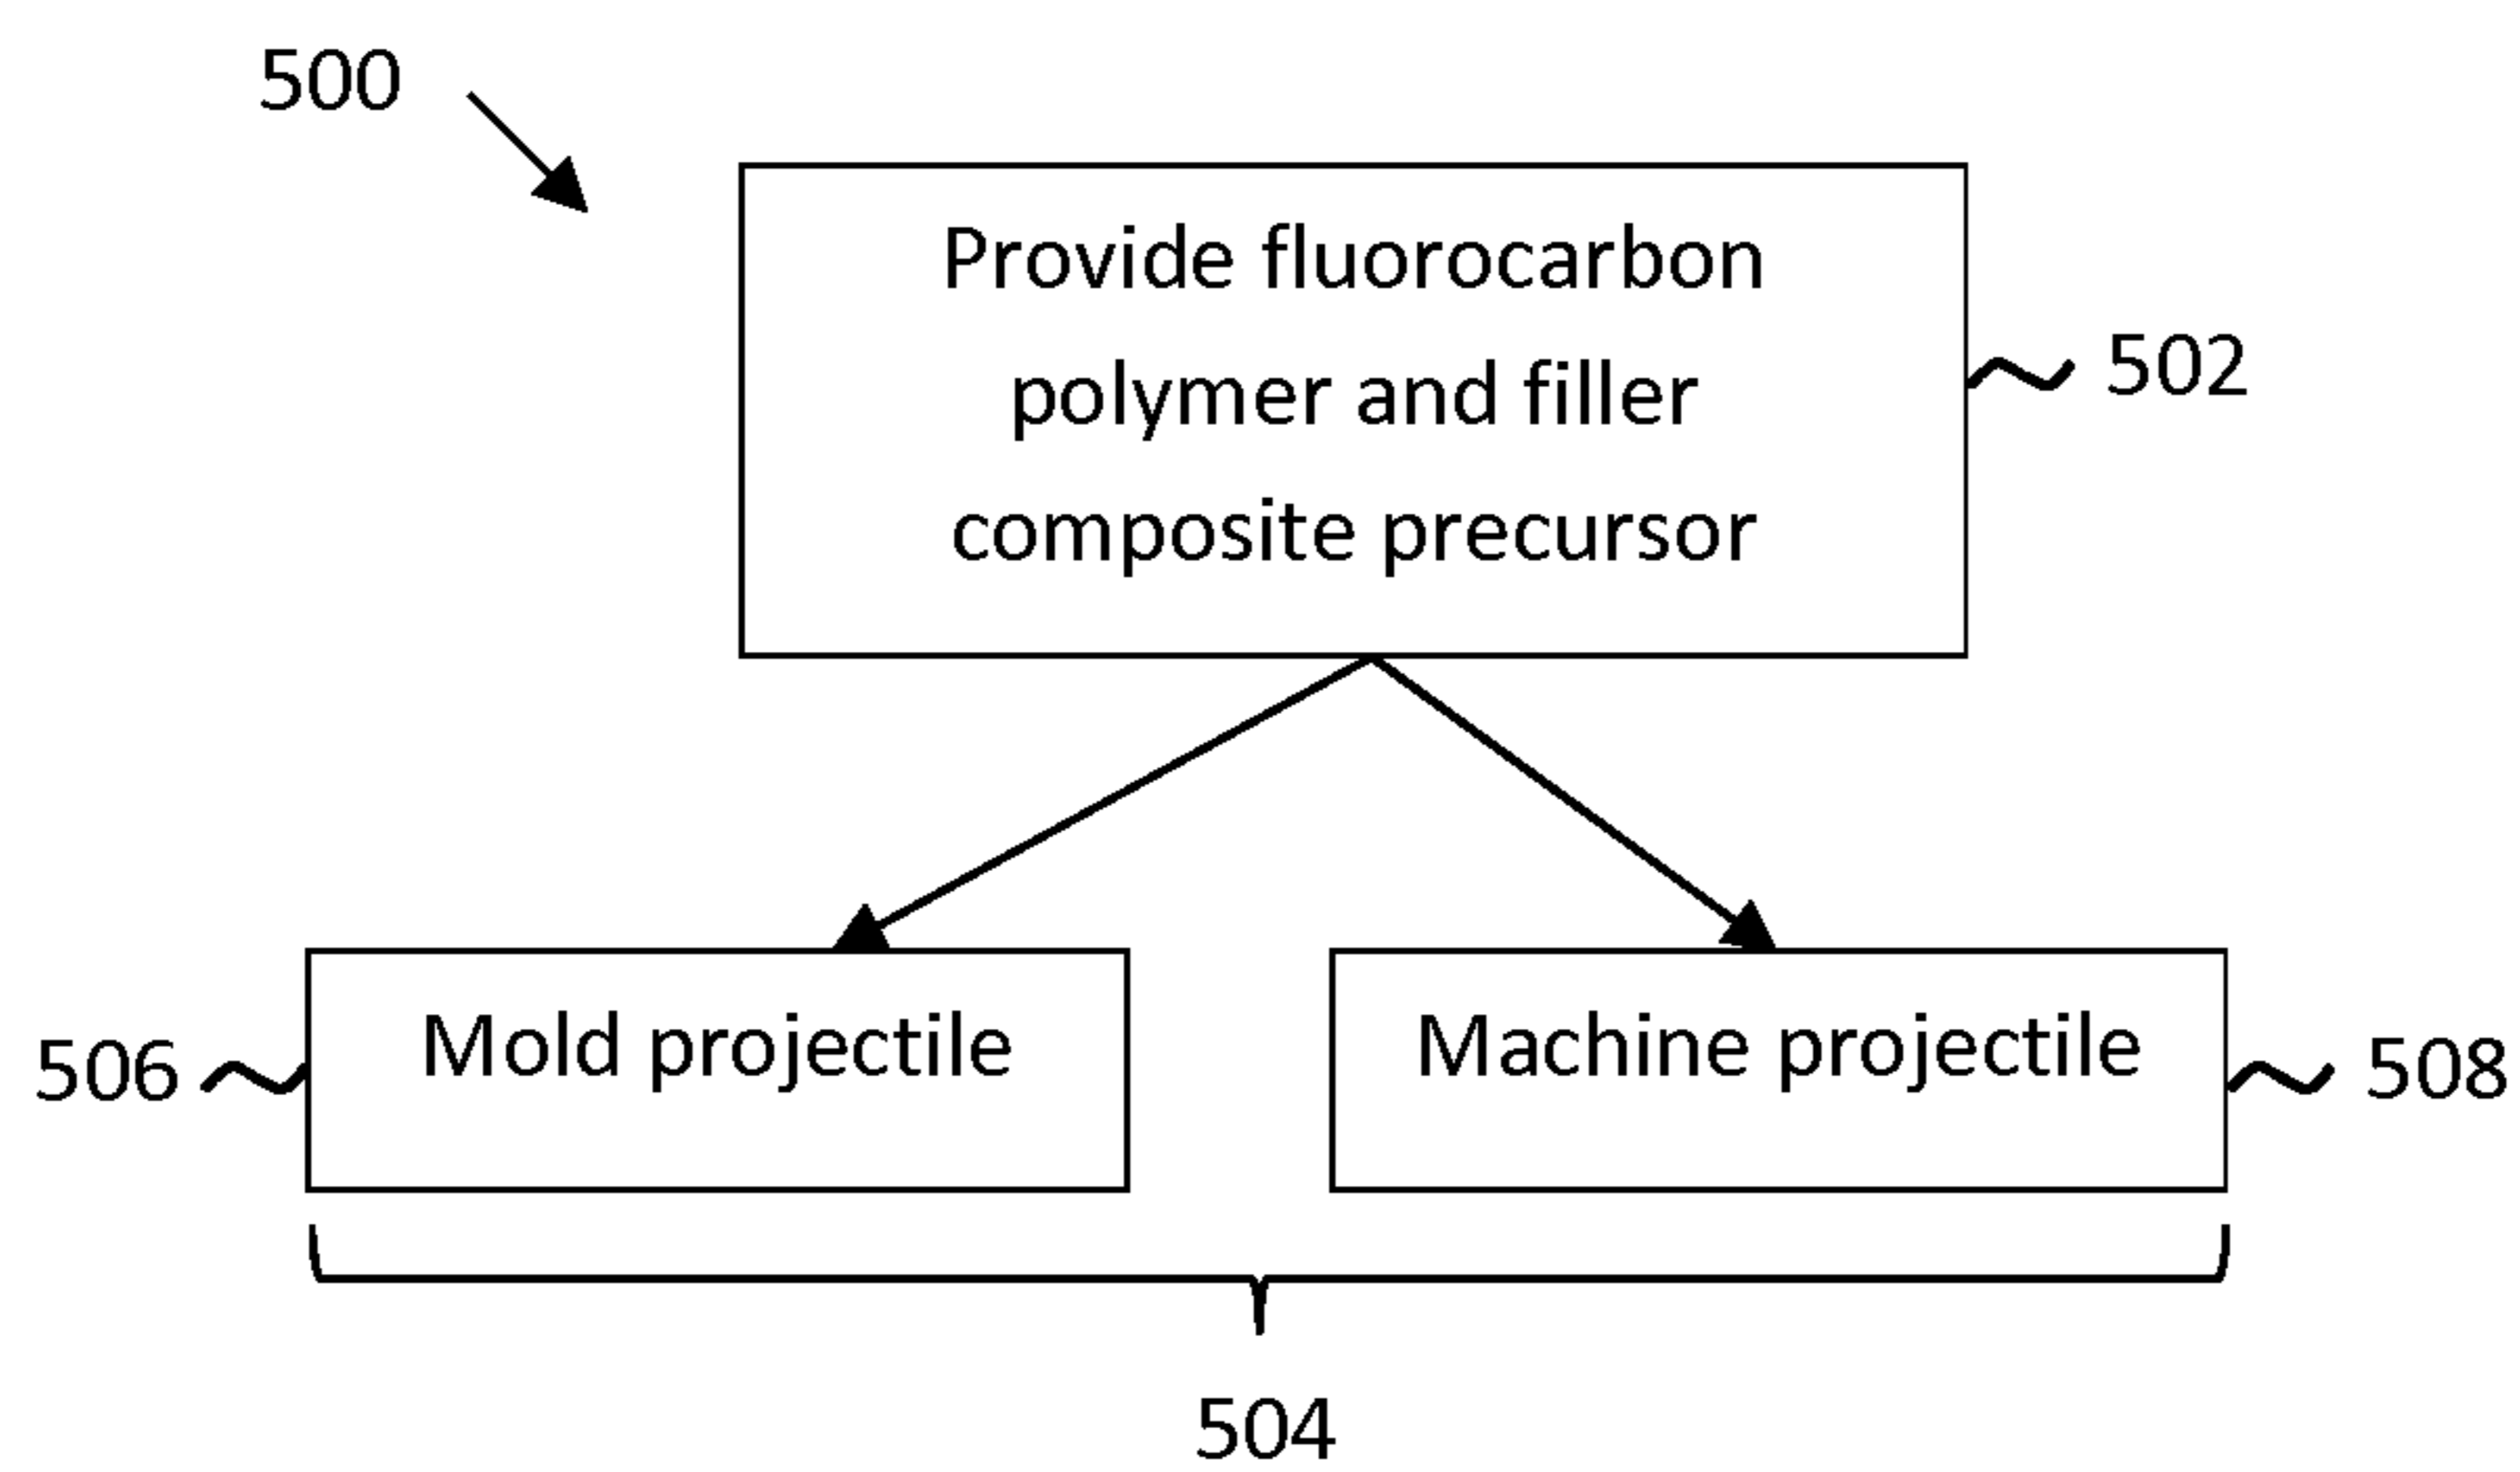 500
Provide fluorocarbon
polymer and filler
composite precursor
502
506
Mold projectile
Machine projectile
508
504